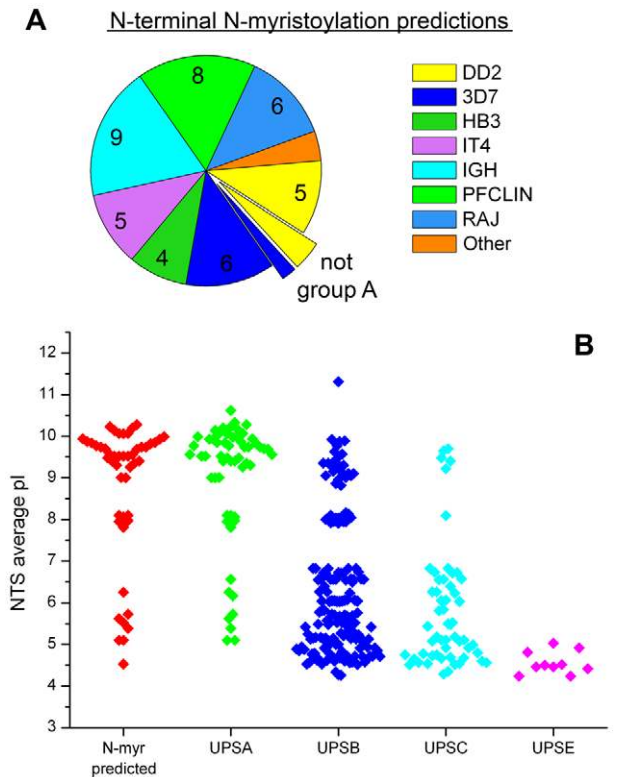 A
N-terminal N-myristoylation predictions
8
6
9
5
5
4
6
not
group A
DD2
3D7
HB3
IT4
IGH
PFCLIN
RAJ
Other
B
NTS average pI
12
11
10
9
8
7
6
5
4
3
N-myr
predicted
UPSA
UPSB
UPSC
UPSE